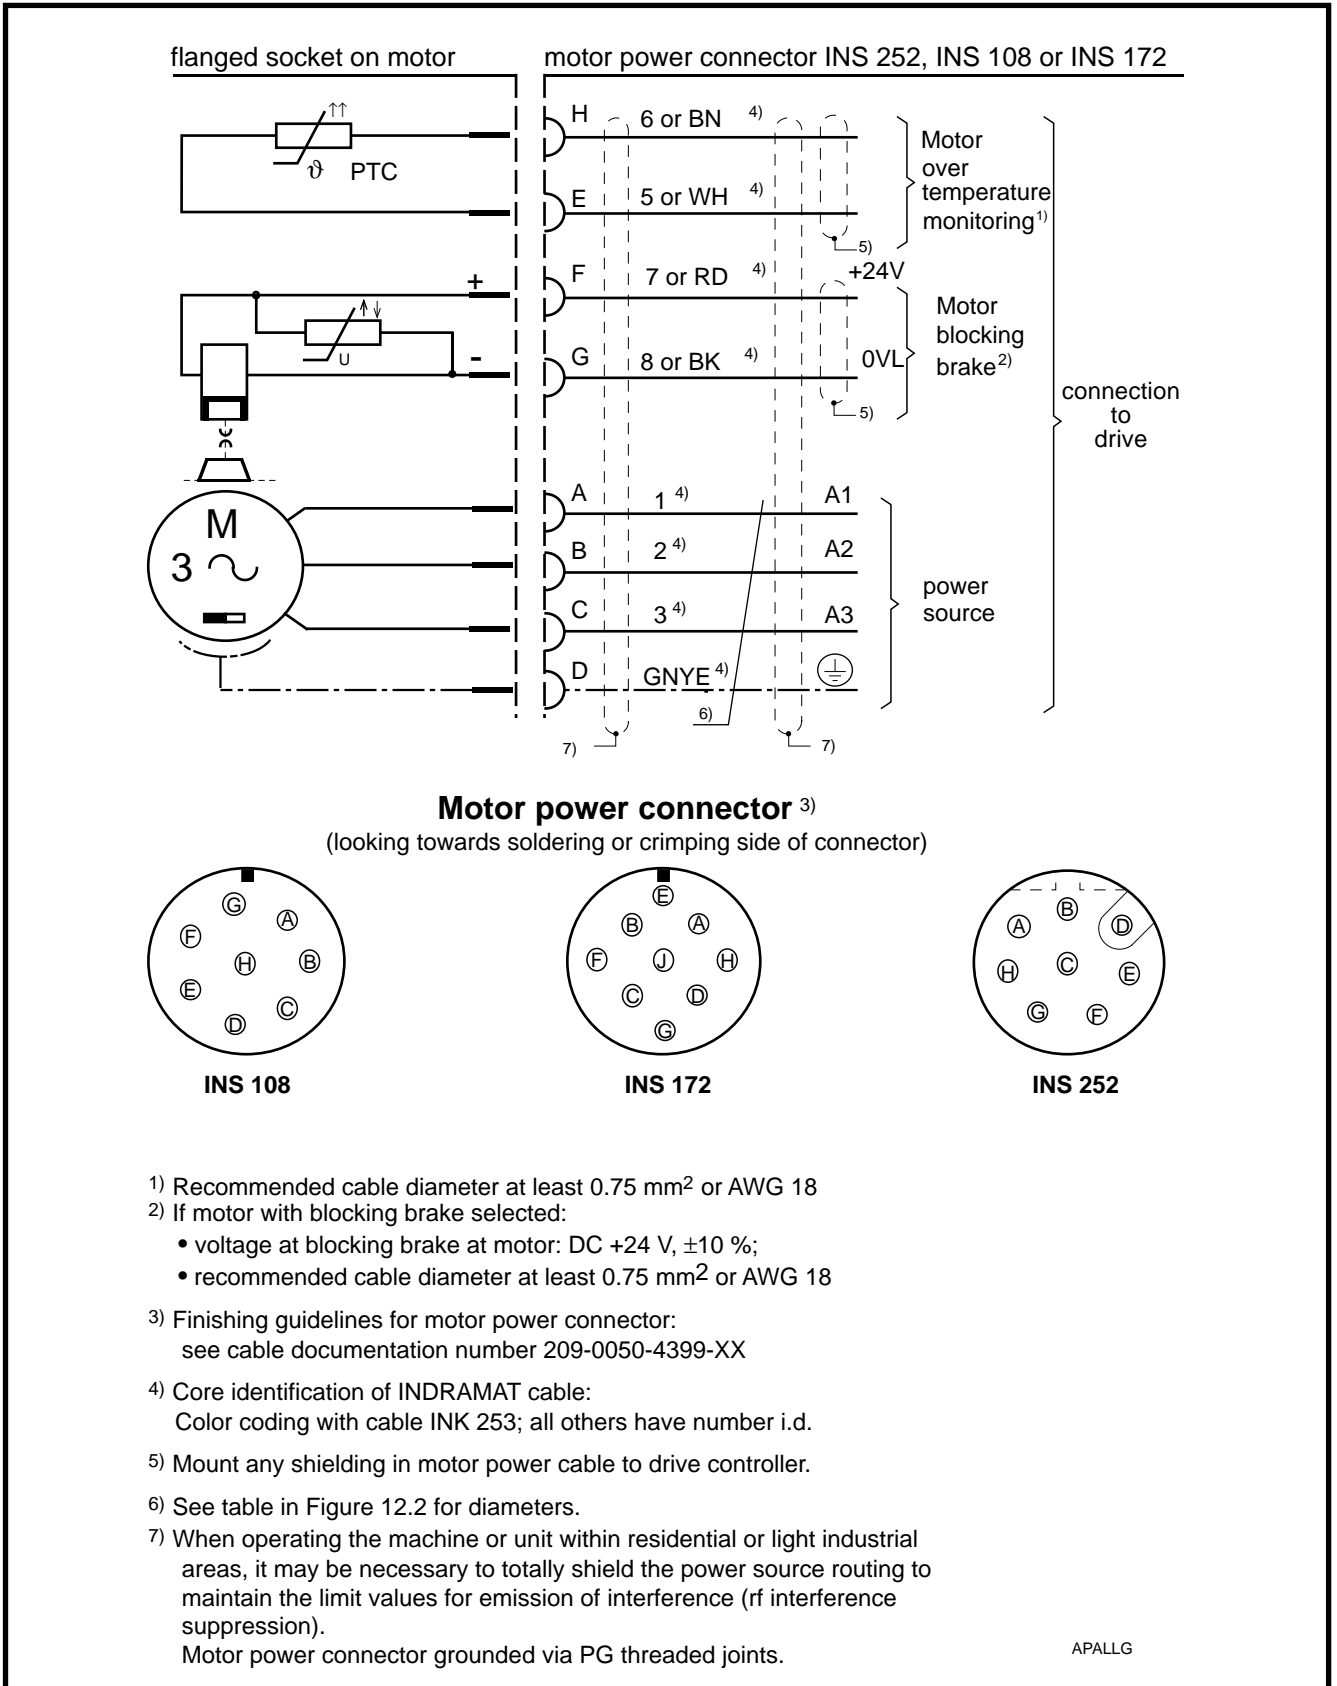 flanged socket on motor
motor power connector INS 252, INS 108 or INS 172
H
6 or BN 4)
ϑ PTC
E
5 or WH 4)
5)
Motor
over
temperature
monitoring1)
+
F
7 or RD 4)
+24V
U
-
G
8 or BK 4)
0VL
5)
Motor
blocking
brake2)
connection
to
drive
M
3
A
1 4)
A1
B
2 4)
A2
C
3 4)
A3
D
GNYE 4)
6)
power
source
7)
7)
Motor power connector 3)
(looking towards soldering or crimping side of connector)
G
A
F
H
B
E
C
D
INS 108
E
B
A
F
J
H
C
D
G
INS 172
B
A
D
H
C
E
G
F
INS 252
1) Recommended cable diameter at least 0.75 mm2 or AWG 18
2) If motor with blocking brake selected:
• voltage at blocking brake at motor: DC +24 V, ±10 %;
• recommended cable diameter at least 0.75 mm2 or AWG 18
3) Finishing guidelines for motor power connector:
see cable documentation number 209-0050-4399-XX
4) Core identification of INDRAMAT cable:
Color coding with cable INK 253; all others have number i.d.
5) Mount any shielding in motor power cable to drive controller.
6) See table in Figure 12.2 for diameters.
7) When operating the machine or unit within residential or light industrial
areas, it may be necessary to totally shield the power source routing to
maintain the limit values for emission of interference (rf interference
suppression).
Motor power connector grounded via PG threaded joints.
APALLG